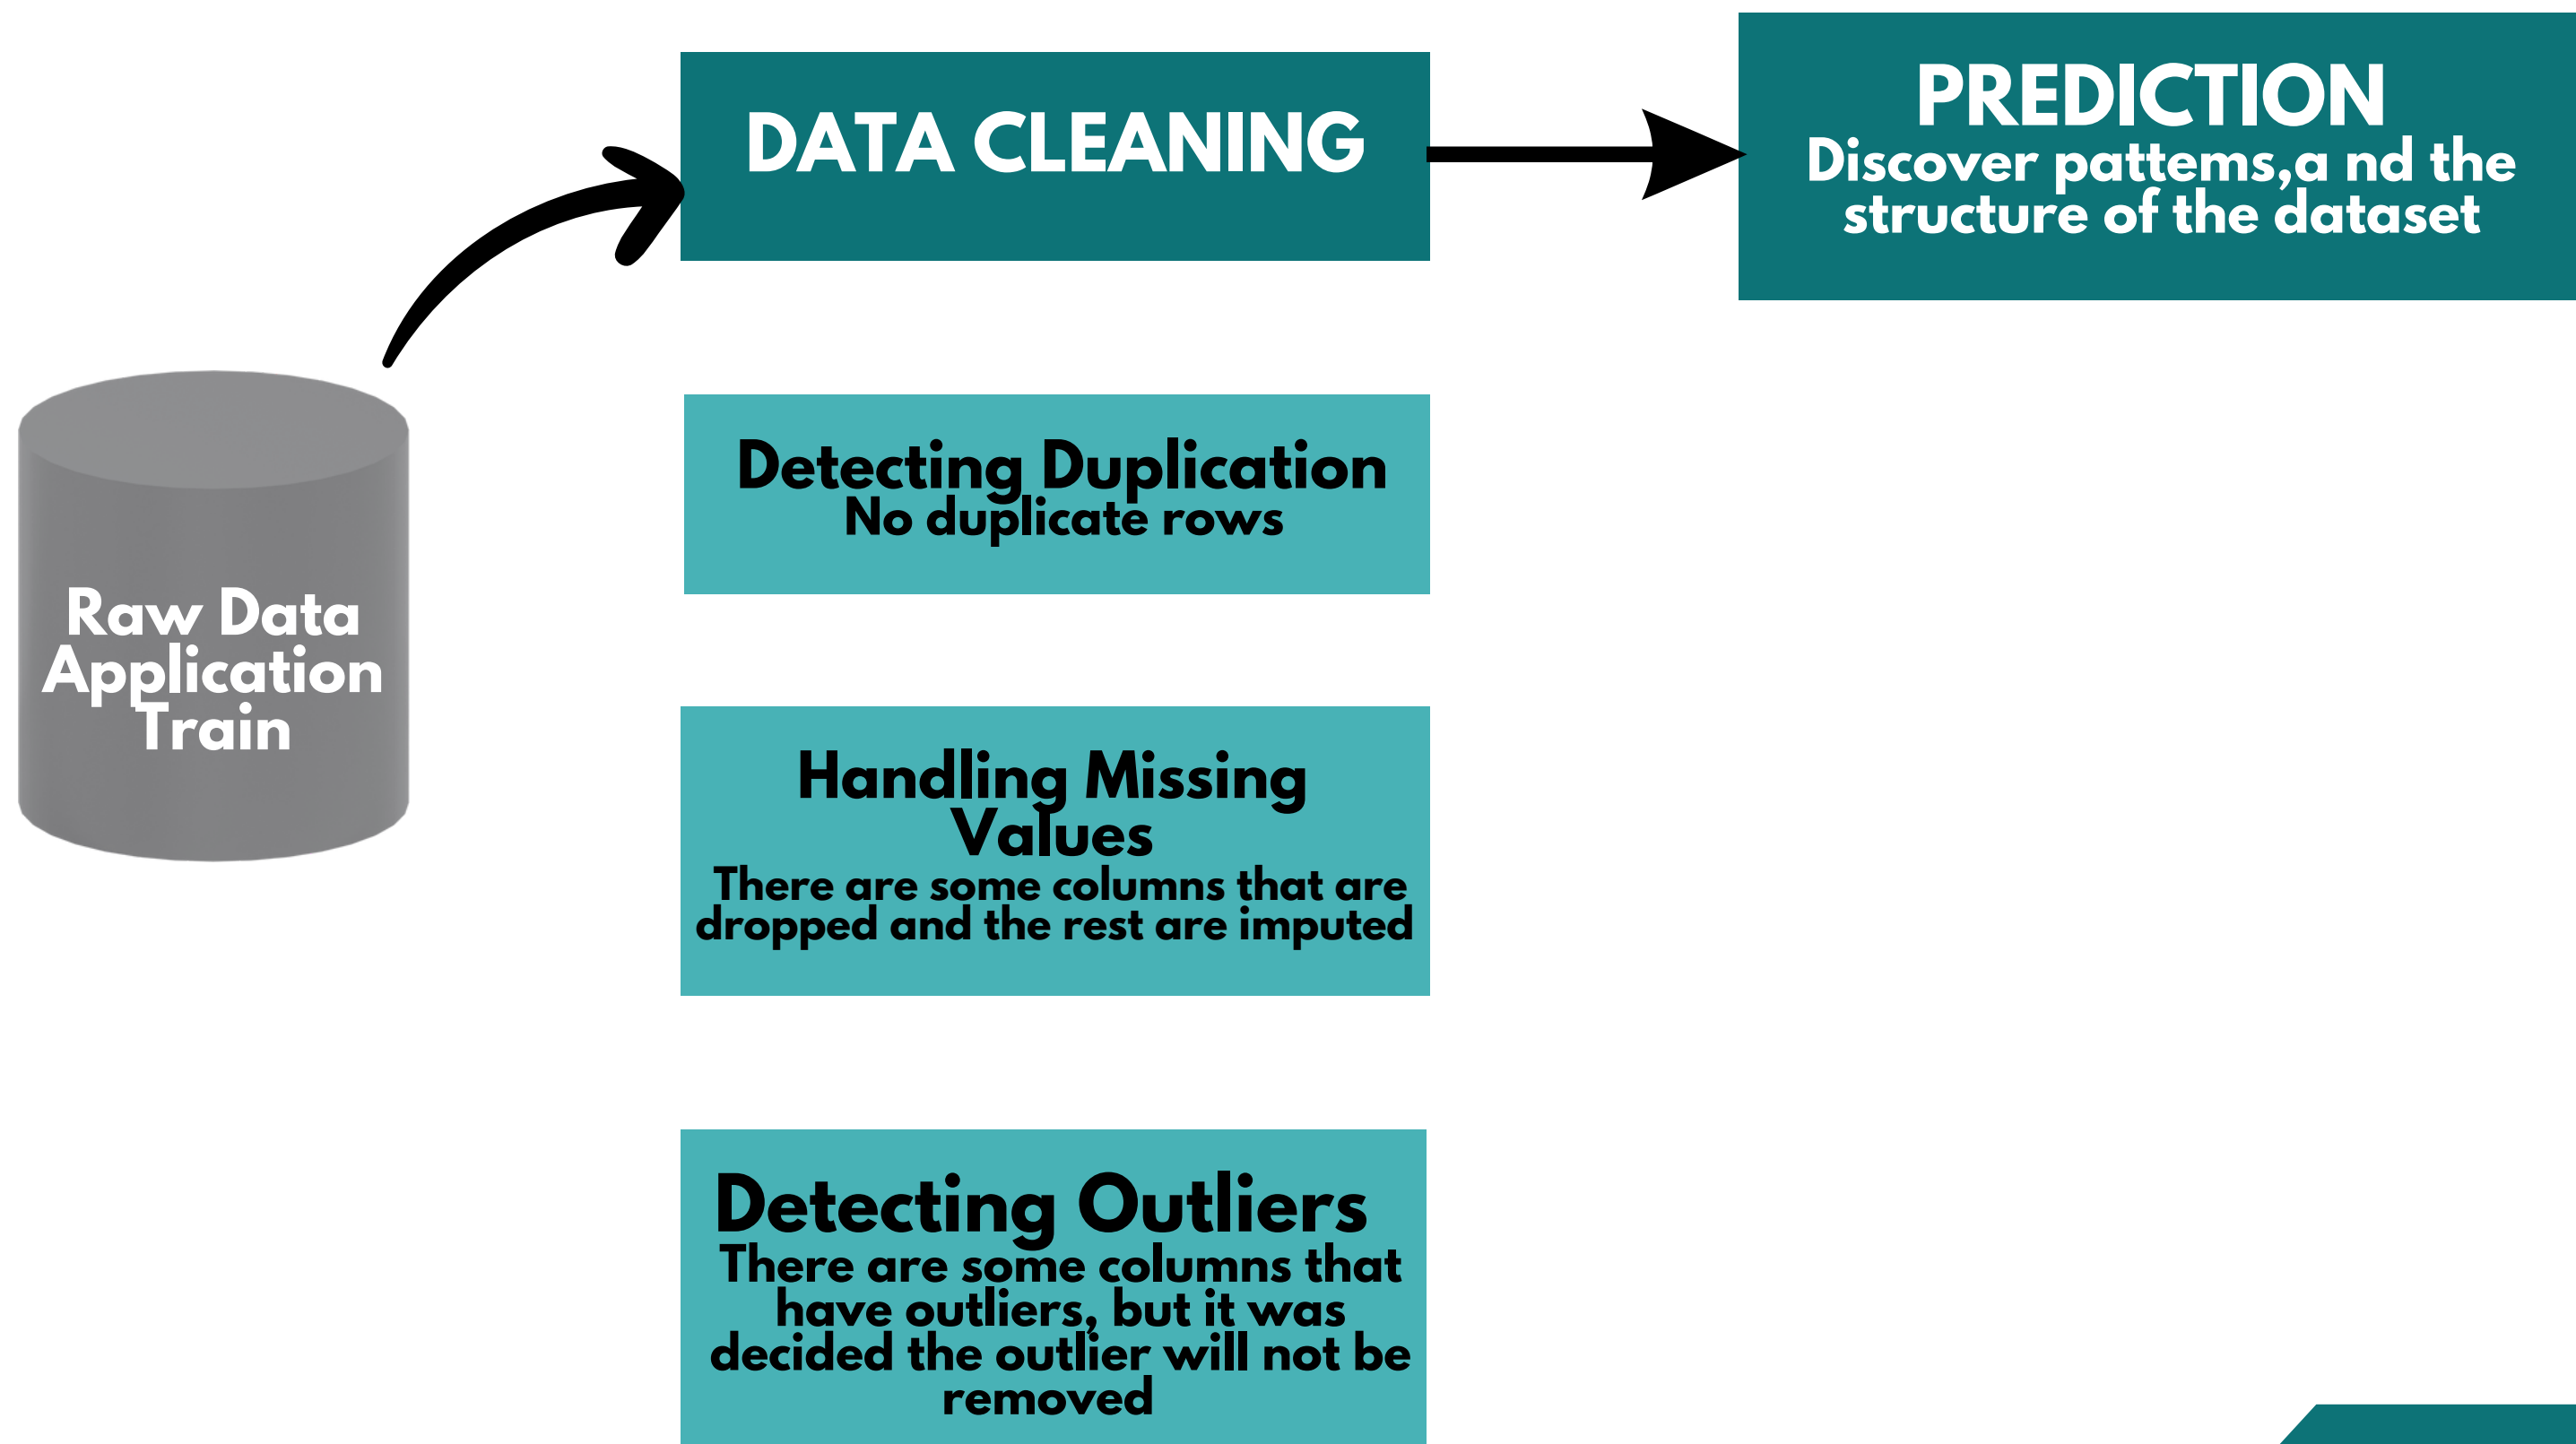 DATA CLEANING
PREDICTION
Discover pattems,a nd the
structure of the dataset
Raw Data
Application
Train
Detecting Duplication
No duplicate rows
Handling Missing
Values
There are some columns that are
dropped and the rest are imputed
Detecting Outliers
There are some columns that
have outliers, but it was
decided the outlier will not be
removed